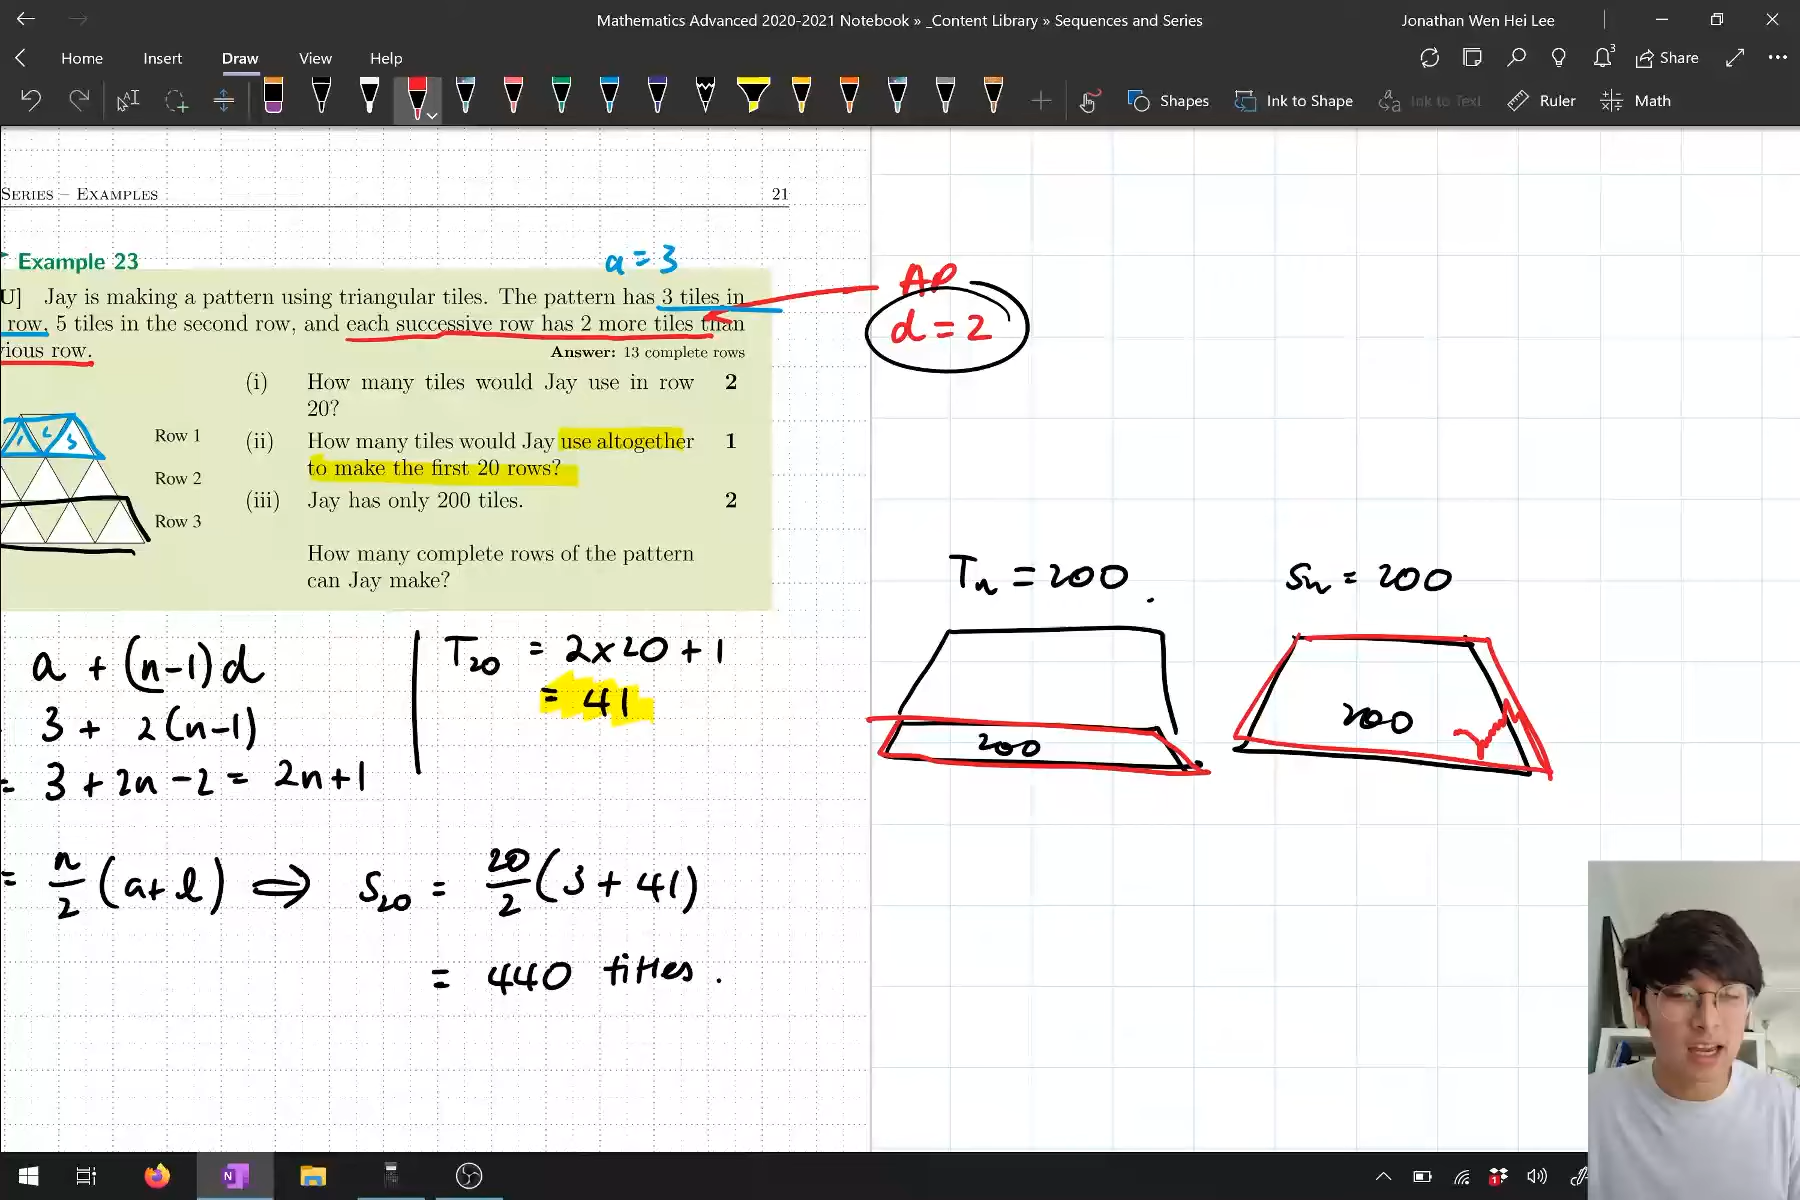 Mathematics Advanced 2020-2021 Notebook » _Content Library » Sequences and Series
Jonathan Wen Hei Lee
Home Insert Draw View Help
3
Share
Shapes
Ink to Shape
Ink to Text
Ruler
Math
SERIES – EXAMPLES 21
Example 23
a = 3
U] Jay is making a pattern using triangular tiles. The pattern has 3 tiles in
row, 5 tiles in the second row, and each successive row has 2 more tiles than
vious row.
Answer: 13 complete rows
(i) How many tiles would Jay use in row 2
20?
(ii) How many tiles would Jay use altogether 1
to make the first 20 rows?
(iii) Jay has only 200 tiles. 2
How many complete rows of the pattern
can Jay make?
1 2 3
Row 1
Row 2
Row 3
AP
d = 2
a + (n-1)d
3 + 2(n-1)
= 3 + 2n - 2 = 2n+1
T20 = 2x20 + 1
= 41
= n/2 (a+l) ⇒ S20 = 20/2 (3 + 41)
= 440 titles.
Tn = 200.
200
Sn = 200
200
N
1